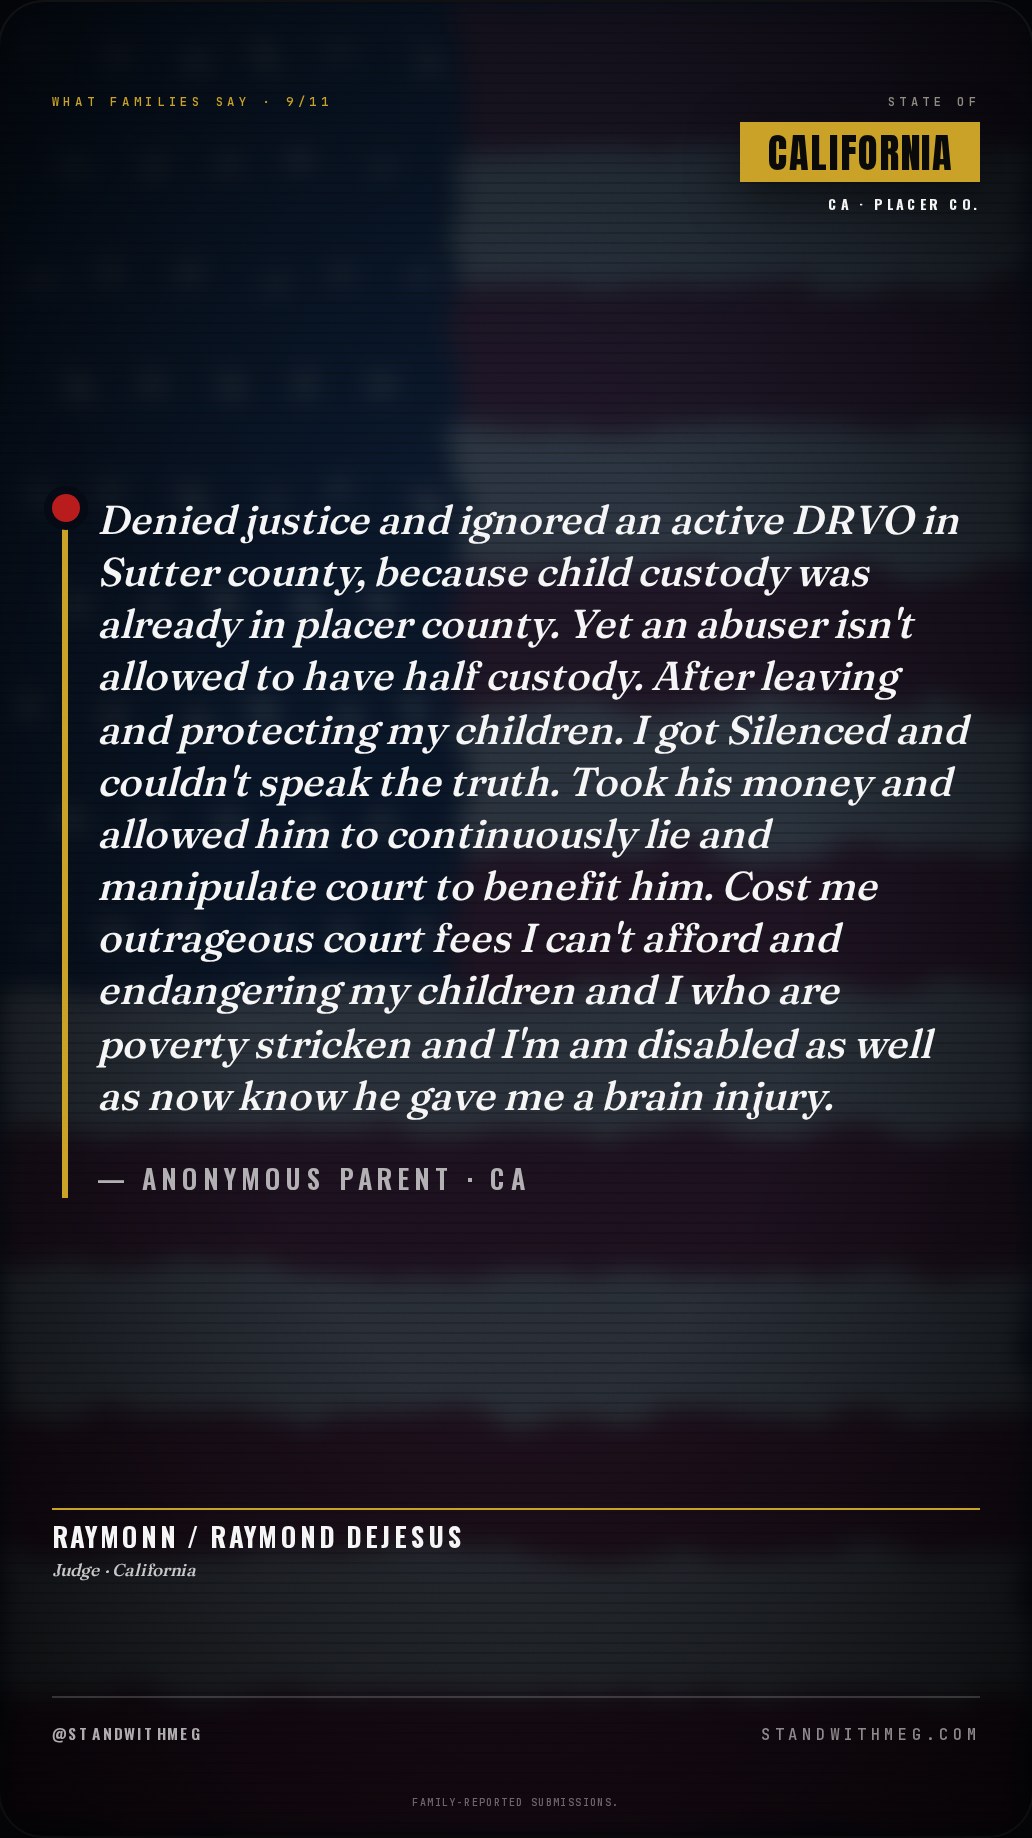 WHAT FAMILIES SAY · 9/11
STATE OF
CALIFORNIA
CA · PLACER CO.
Denied justice and ignored an active DRVO in
Sutter county, because child custody was
already in placer county. Yet an abuser isn't
allowed to have half custody. After leaving
and protecting my children. I got Silenced and
couldn't speak the truth. Took his money and
allowed him to continuously lie and
manipulate court to benefit him. Cost me
outrageous court fees I can't afford and
endangering my children and I who are
poverty stricken and I'm am disabled as well
as now know he gave me a brain injury.
— ANONYMOUS PARENT · CA
RAYMONN / RAYMOND DEJESUS
Judge · California
@STANDWITHMEG
STANDWITHMEG.COM
FAMILY-REPORTED SUBMISSIONS.